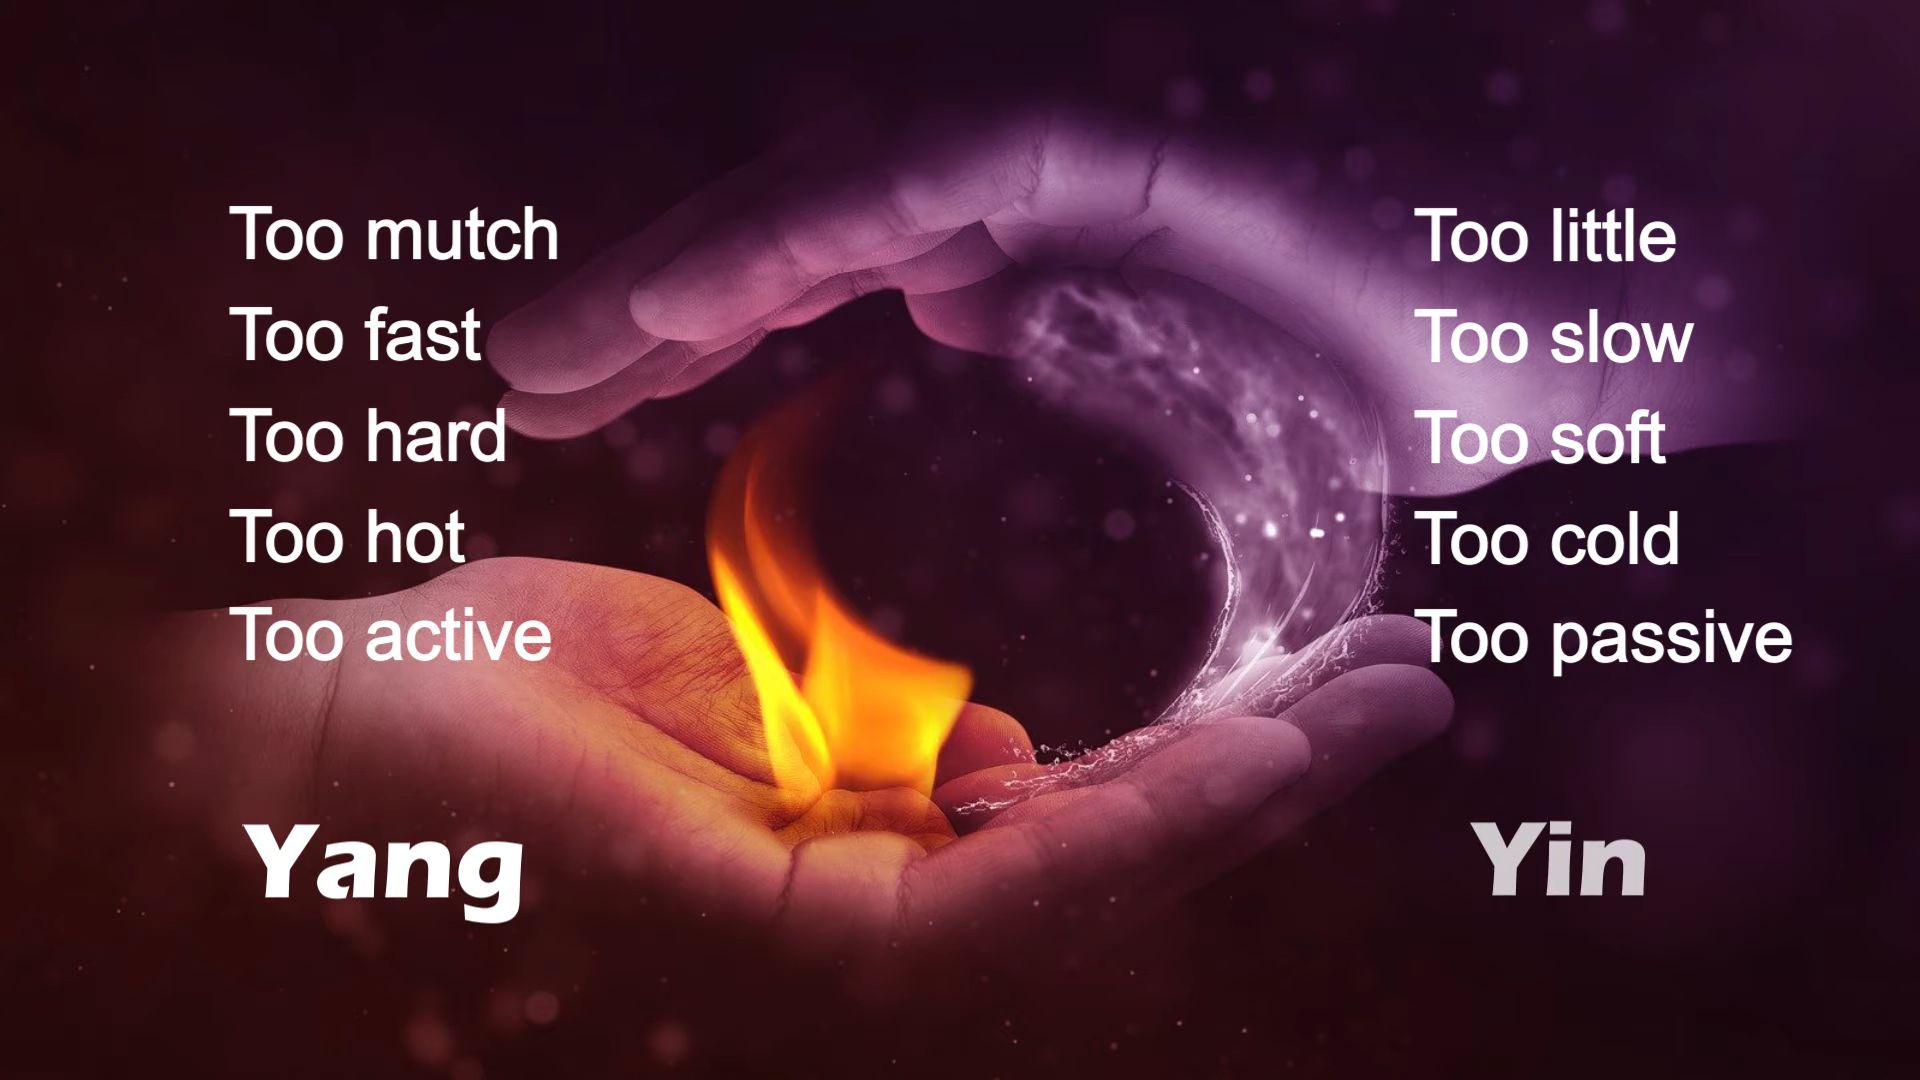 Too mutch
Too fast
Too hard
Too hot
Too active
Yang
Too little
Too slow
Too soft
Too cold
Too passive
Yin